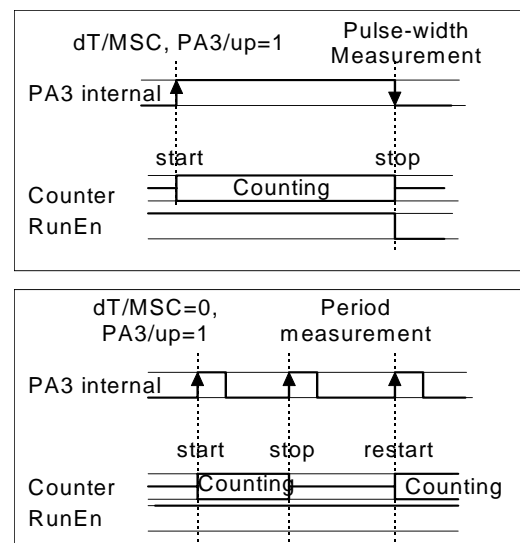 dT/MSC, PA3/up=1
Pulse-width
Measurement
PA3 internal
start
stop
Counter
Counting
RunEn
dT/MSC=0,
PA3/up=1
Period
measurement
PA3 internal
start
stop
restart
Counter
Counting
Counting
RunEn